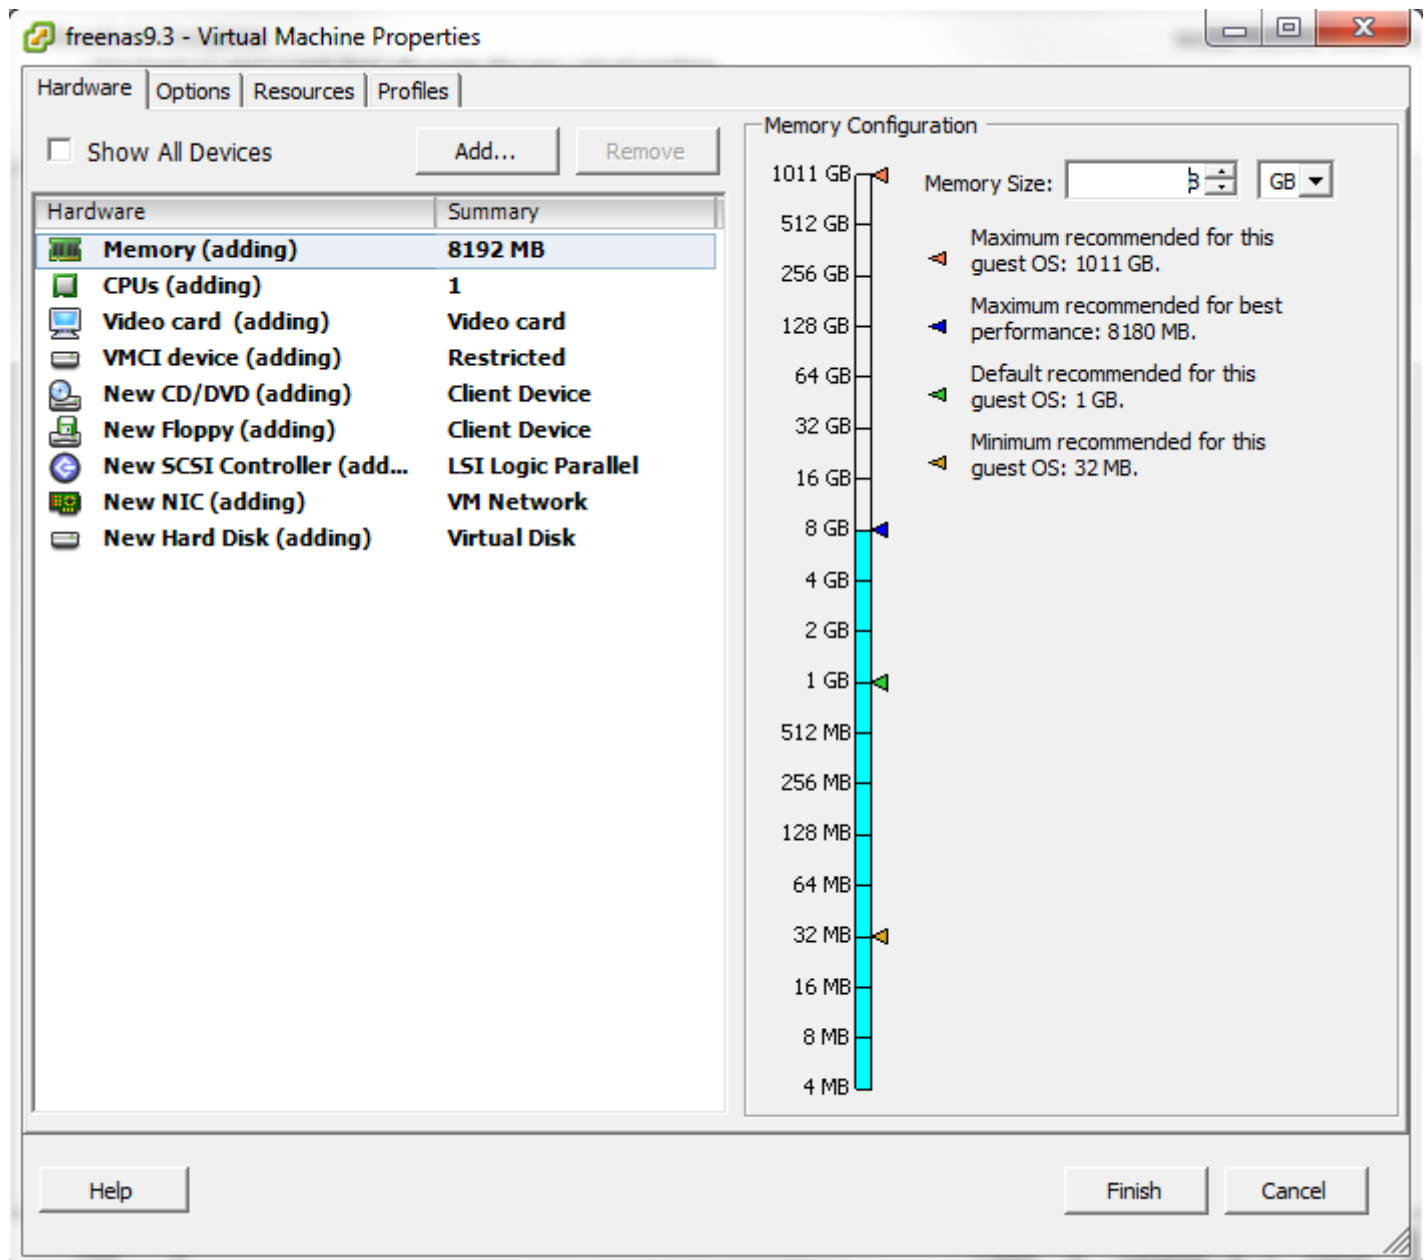 freenas9.3 - Virtual Machine Properties
Hardware Options Resources Profiles
Show All Devices Add... Remove
Hardware Summary
Memory (adding) 8192 MB
CPUs (adding) 1
Video card (adding) Video card
VMCI device (adding) Restricted
New CD/DVD (adding) Client Device
New Floppy (adding) Client Device
New SCSI Controller (add... LSI Logic Parallel
New NIC (adding) VM Network
New Hard Disk (adding) Virtual Disk
Memory Configuration
1011 GB
512 GB
256 GB
128 GB
64 GB
32 GB
16 GB
8 GB
4 GB
2 GB
1 GB
512 MB
256 MB
128 MB
64 MB
32 MB
16 MB
8 MB
4 MB
Memory Size: 8 GB
Maximum recommended for this
guest OS: 1011 GB.
Maximum recommended for best
performance: 8180 MB.
Default recommended for this
guest OS: 1 GB.
Minimum recommended for this
guest OS: 32 MB.
Help Finish Cancel